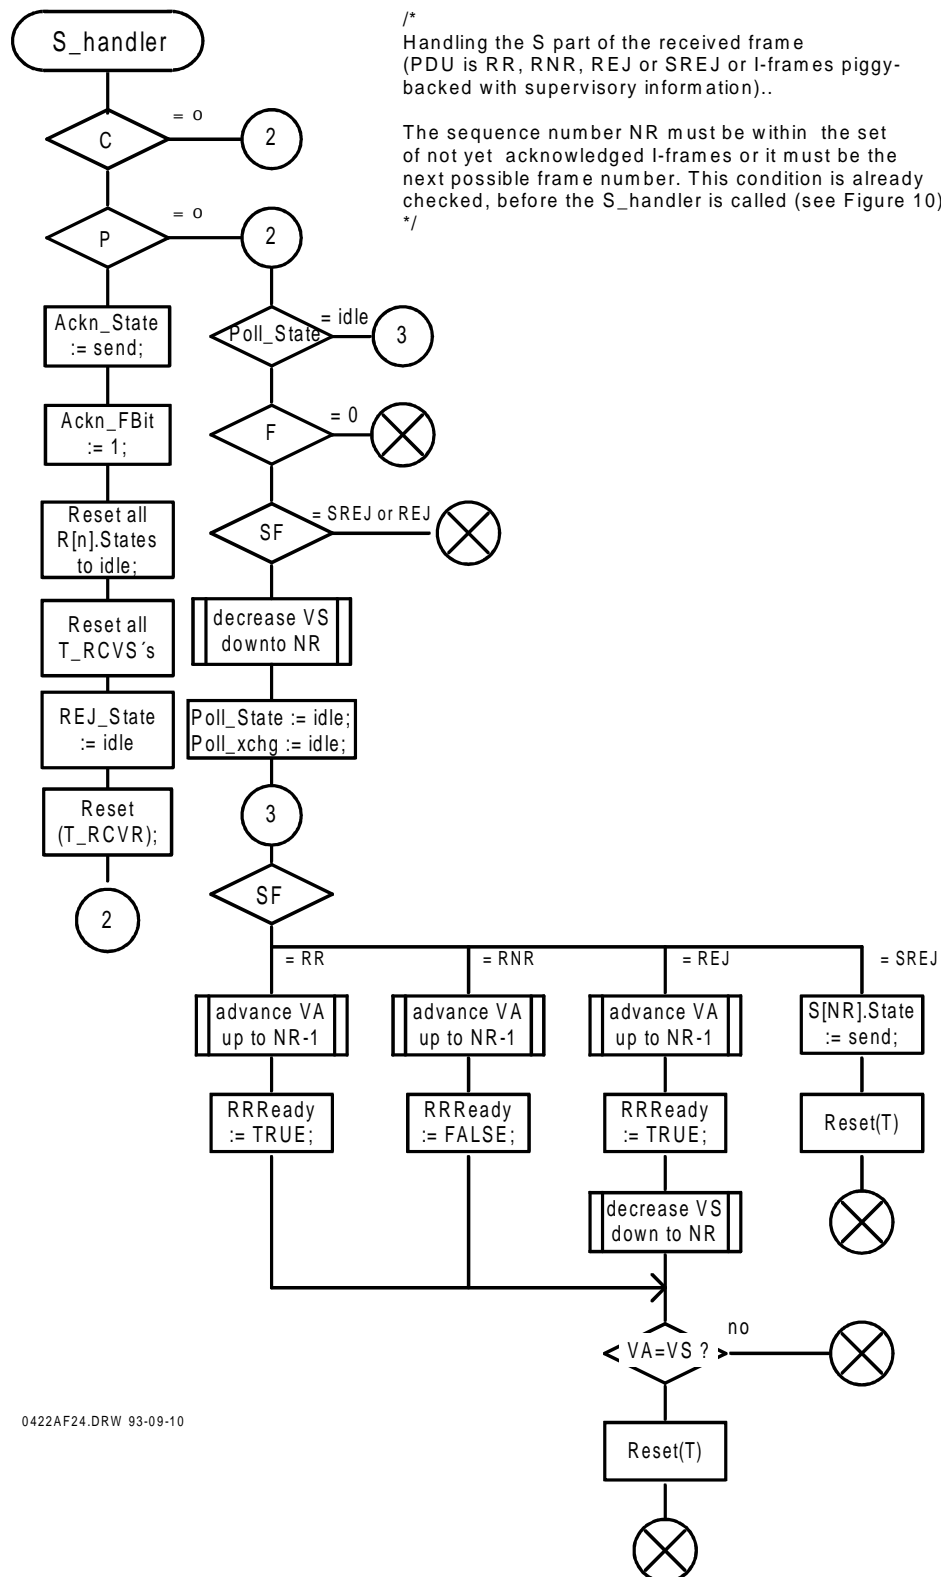 S_handler
/*
Handling the S part of the received frame
(PDU is RR, RNR, REJ or SREJ or I-frames piggy-
backed with supervisory information)..
The sequence number NR must be within the set
of not yet acknowledged I-frames or it must be the
next possible frame number. This condition is already
checked, before the S_handler is called (see Figure 10)
*/
C
= 0
2
P
= 0
2
Ackn_State
:= send;
Ackn_FBit
:= 1;
Reset all
R[n].States
to idle;
Reset all
T_RCVS´s
REJ_State
:= idle
Reset
(T_RCVR);
2
Poll_State
= idle
3
F
= 0
SF
= SREJ or REJ
decrease VS
downto NR
Poll_State := idle;
Poll_xchg := idle;
3
SF
= RR
= RNR
= REJ
= SREJ
advance VA
up to NR-1
advance VA
up to NR-1
advance VA
up to NR-1
S[NR].State
:= send;
RRReady
:= TRUE;
RRReady
:= FALSE;
RRReady
:= TRUE;
Reset(T)
decrease VS
down to NR
VA=VS ?
no
Reset(T)
0422AF24.DRW 93-09-10